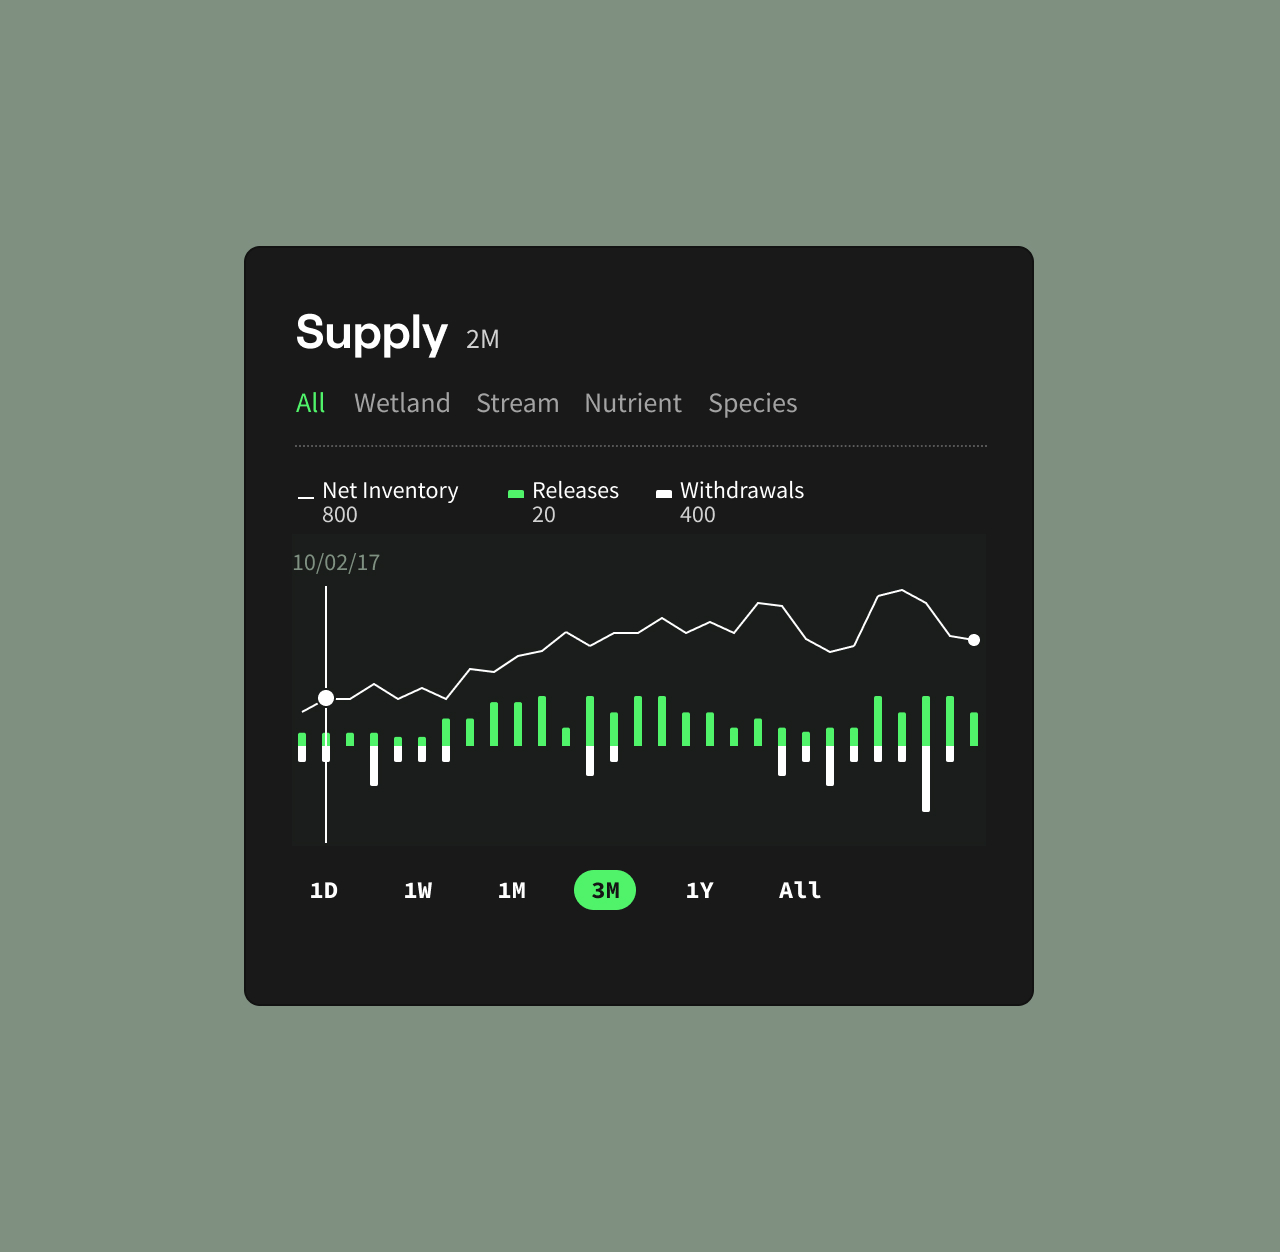 Supply 2M
All Wetland Stream Nutrient Species
Net Inventory Releases Withdrawals
800 20 400
10/02/17
1D 1W 1M 3M 1Y All